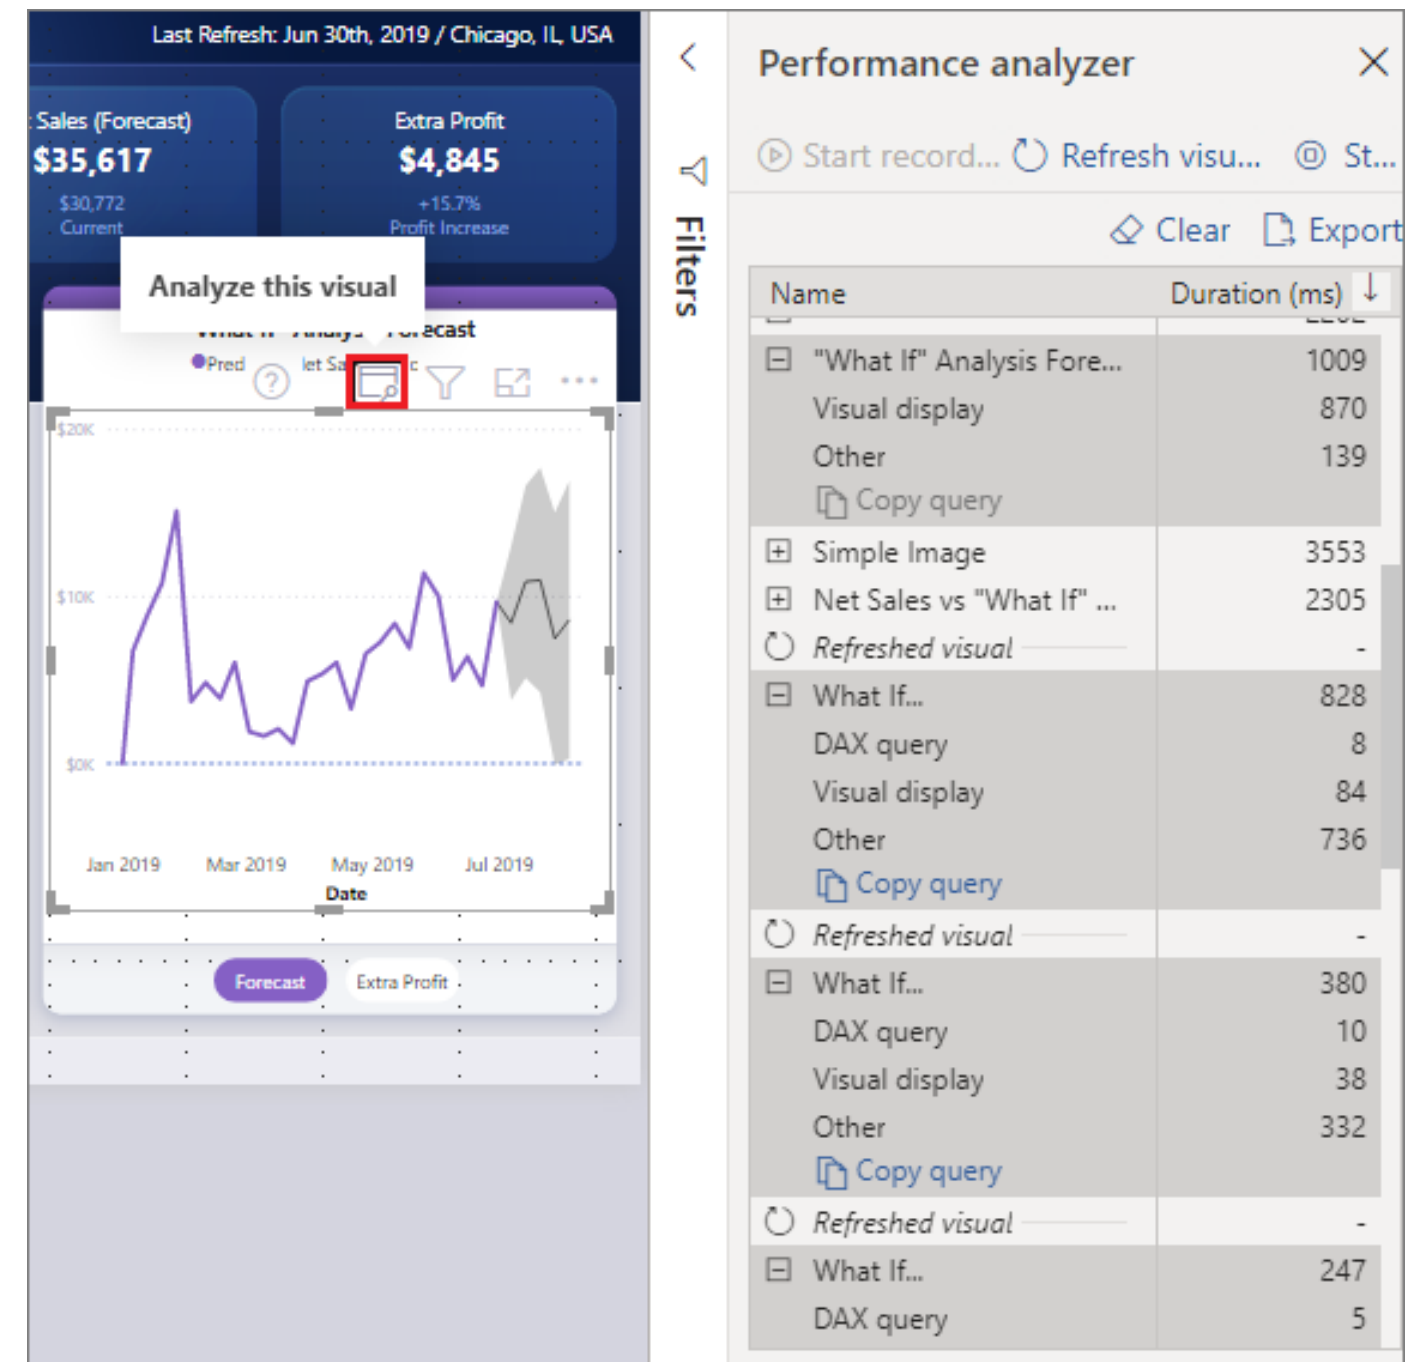 Last Refresh: Jun 30th, 2019 / Chicago, IL, USA
Sales (Forecast)
$35,617
$30,772
Current
Extra Profit
$4,845
+15.7%
Profit Increase
Analyze this visual
Forecast
Pred
$20K
$10K
$0K
Jan 2019 Mar 2019 May 2019 Jul 2019
Date
Forecast Extra Profit
Filters
Performance analyzer
Start record... Refresh visu... St...
Clear Export
Name Duration (ms)
"What If" Analysis Fore... 1009
Visual display 870
Other 139
Copy query
Simple Image 3553
Net Sales vs "What If" ... 2305
Refreshed visual -
What If... 828
DAX query 8
Visual display 84
Other 736
Copy query
Refreshed visual -
What If... 380
DAX query 10
Visual display 38
Other 332
Copy query
Refreshed visual -
What If... 247
DAX query 5